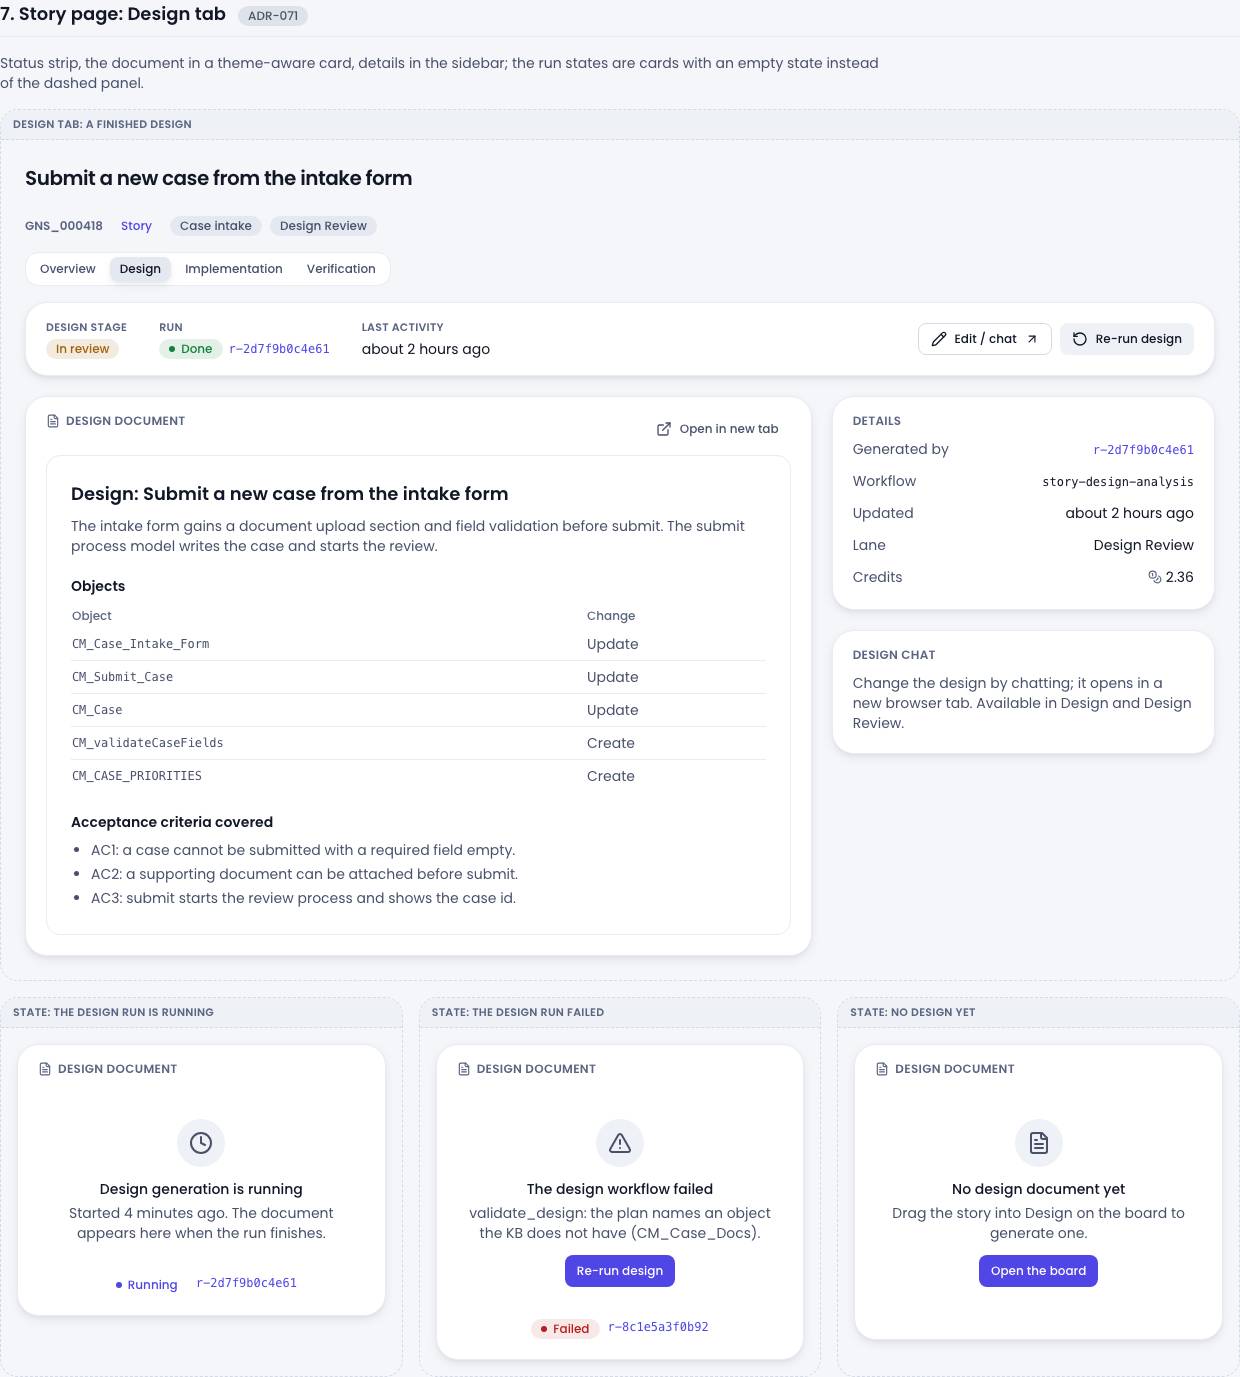 7. Story page: Design tab ADR-071
Status strip, the document in a theme-aware card, details in the sidebar; the run states are cards with an empty state instead
of the dashed panel.
DESIGN TAB: A FINISHED DESIGN
Submit a new case from the intake form
GNS_000418 Story Case intake Design Review
Overview Design Implementation Verification
DESIGN STAGE RUN LAST ACTIVITY
In review Done r-2d7f9b0c4e61 about 2 hours ago
Edit / chat Re-run design
DESIGN DOCUMENT
Open in new tab
Design: Submit a new case from the intake form
The intake form gains a document upload section and field validation before submit. The submit
process model writes the case and starts the review.
Objects
Object Change
CM_Case_Intake_Form Update
CM_Submit_Case Update
CM_Case Update
CM_validateCaseFields Create
CM_CASE_PRIORITIES Create
Acceptance criteria covered
• AC1: a case cannot be submitted with a required field empty.
• AC2: a supporting document can be attached before submit.
• AC3: submit starts the review process and shows the case id.
DETAILS
Generated by r-2d7f9b0c4e61
Workflow story-design-analysis
Updated about 2 hours ago
Lane Design Review
Credits 2.36
DESIGN CHAT
Change the design by chatting; it opens in a
new browser tab. Available in Design and Design
Review.
STATE: THE DESIGN RUN IS RUNNING
DESIGN DOCUMENT
Design generation is running
Started 4 minutes ago. The document
appears here when the run finishes.
Running r-2d7f9b0c4e61
STATE: THE DESIGN RUN FAILED
DESIGN DOCUMENT
The design workflow failed
validate_design: the plan names an object
the KB does not have (CM_Case_Docs).
Re-run design
Failed r-8c1e5a3f0b92
STATE: NO DESIGN YET
DESIGN DOCUMENT
No design document yet
Drag the story into Design on the board to
generate one.
Open the board